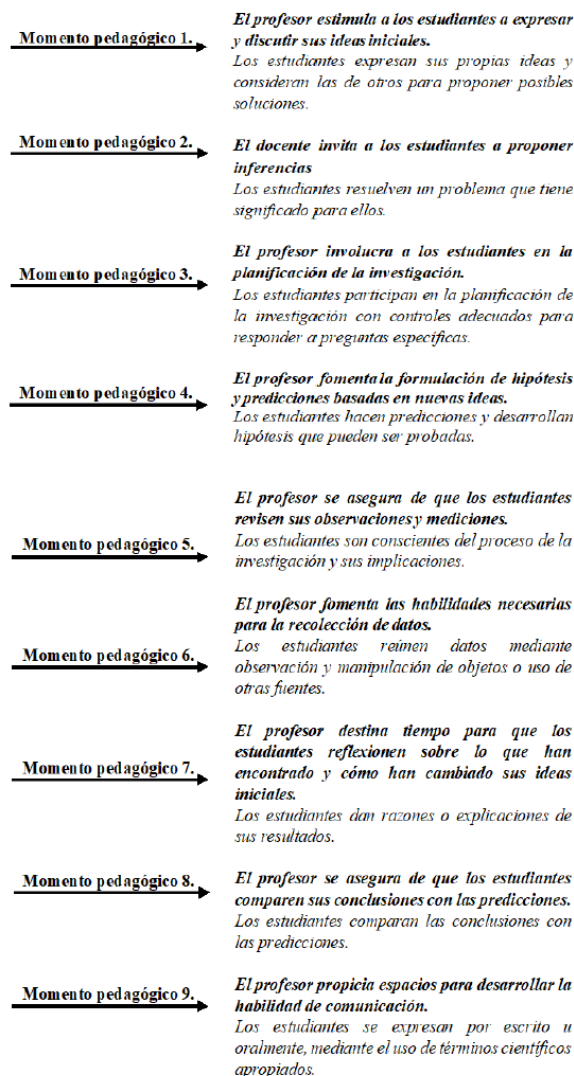 Momento pedagógico 1.
El profesor estimula a los estudiantes a expresar
y discutir sus ideas iniciales.
Los estudiantes expresan sus propias ideas y
consideran las de otros para proponer posibles
soluciones.
Momento pedagógico 2.
El docente invita a los estudiantes a proponer
inferencias
Los estudiantes resuelven un problema que tiene
significado para ellos.
Momento pedagógico 3.
El profesor involucra a los estudiantes en la
planificación de la investigación.
Los estudiantes participan en la planificación de
la investigación con controles adecuados para
responder a preguntas específicas.
Momento pedagógico 4.
El profesor fomenta la formulación de hipótesis
y predicciones basadas en nuevas ideas.
Los estudiantes hacen predicciones y desarrollan
hipótesis que pueden ser probadas.
Momento pedagógico 5.
El profesor se asegura de que los estudiantes
revisen sus observaciones y mediciones.
Los estudiantes son conscientes del proceso de la
investigación y sus implicaciones.
Momento pedagógico 6.
El profesor fomenta las habilidades necesarias
para la recolección de datos.
Los estudiantes reúnen datos mediante
observación y manipulación de objetos o uso de
otras fuentes.
Momento pedagógico 7.
El profesor destina tiempo para que los
estudiantes reflexionen sobre lo que han
encontrado y cómo han cambiado sus ideas
iniciales.
Los estudiantes dan razones o explicaciones de
sus resultados.
Momento pedagógico 8.
El profesor se asegura de que los estudiantes
comparen sus conclusiones con las predicciones.
Los estudiantes comparan las conclusiones con
las predicciones.
Momento pedagógico 9.
El profesor propicia espacios para desarrollar la
habilidad de comunicación.
Los estudiantes se expresan por escrito u
oralmente, mediante el uso de términos científicos
apropiados.